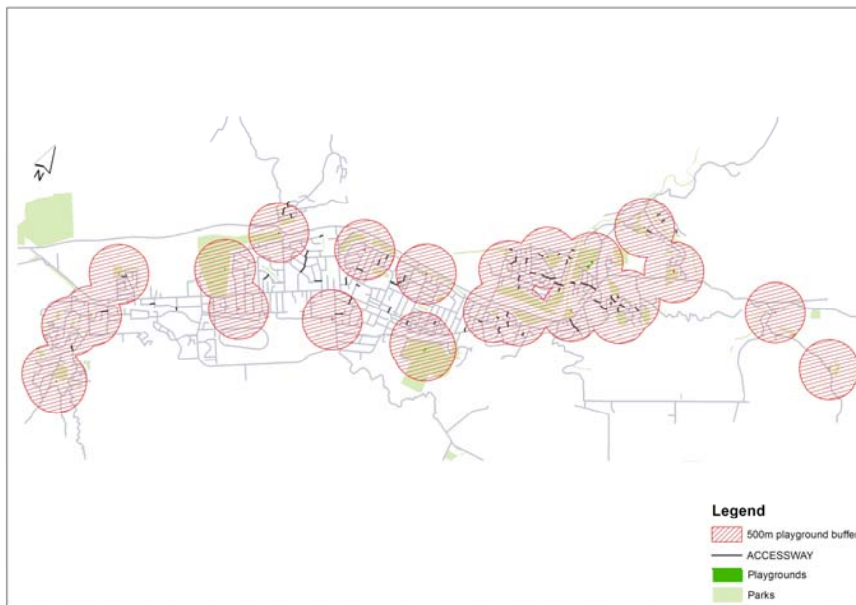 N
Legend
500m playground buffer
ACCESSWAY
Playgrounds
Parks